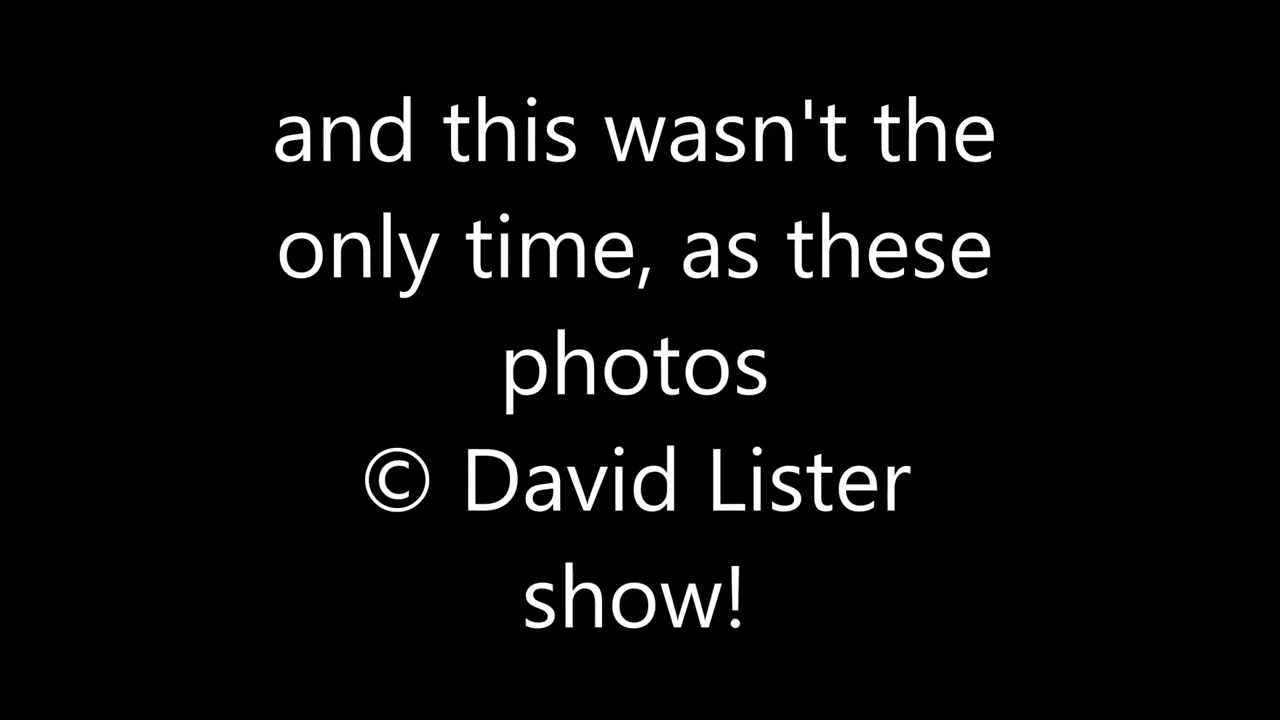 and this wasn't the
only time, as these
photos
© David Lister
show!